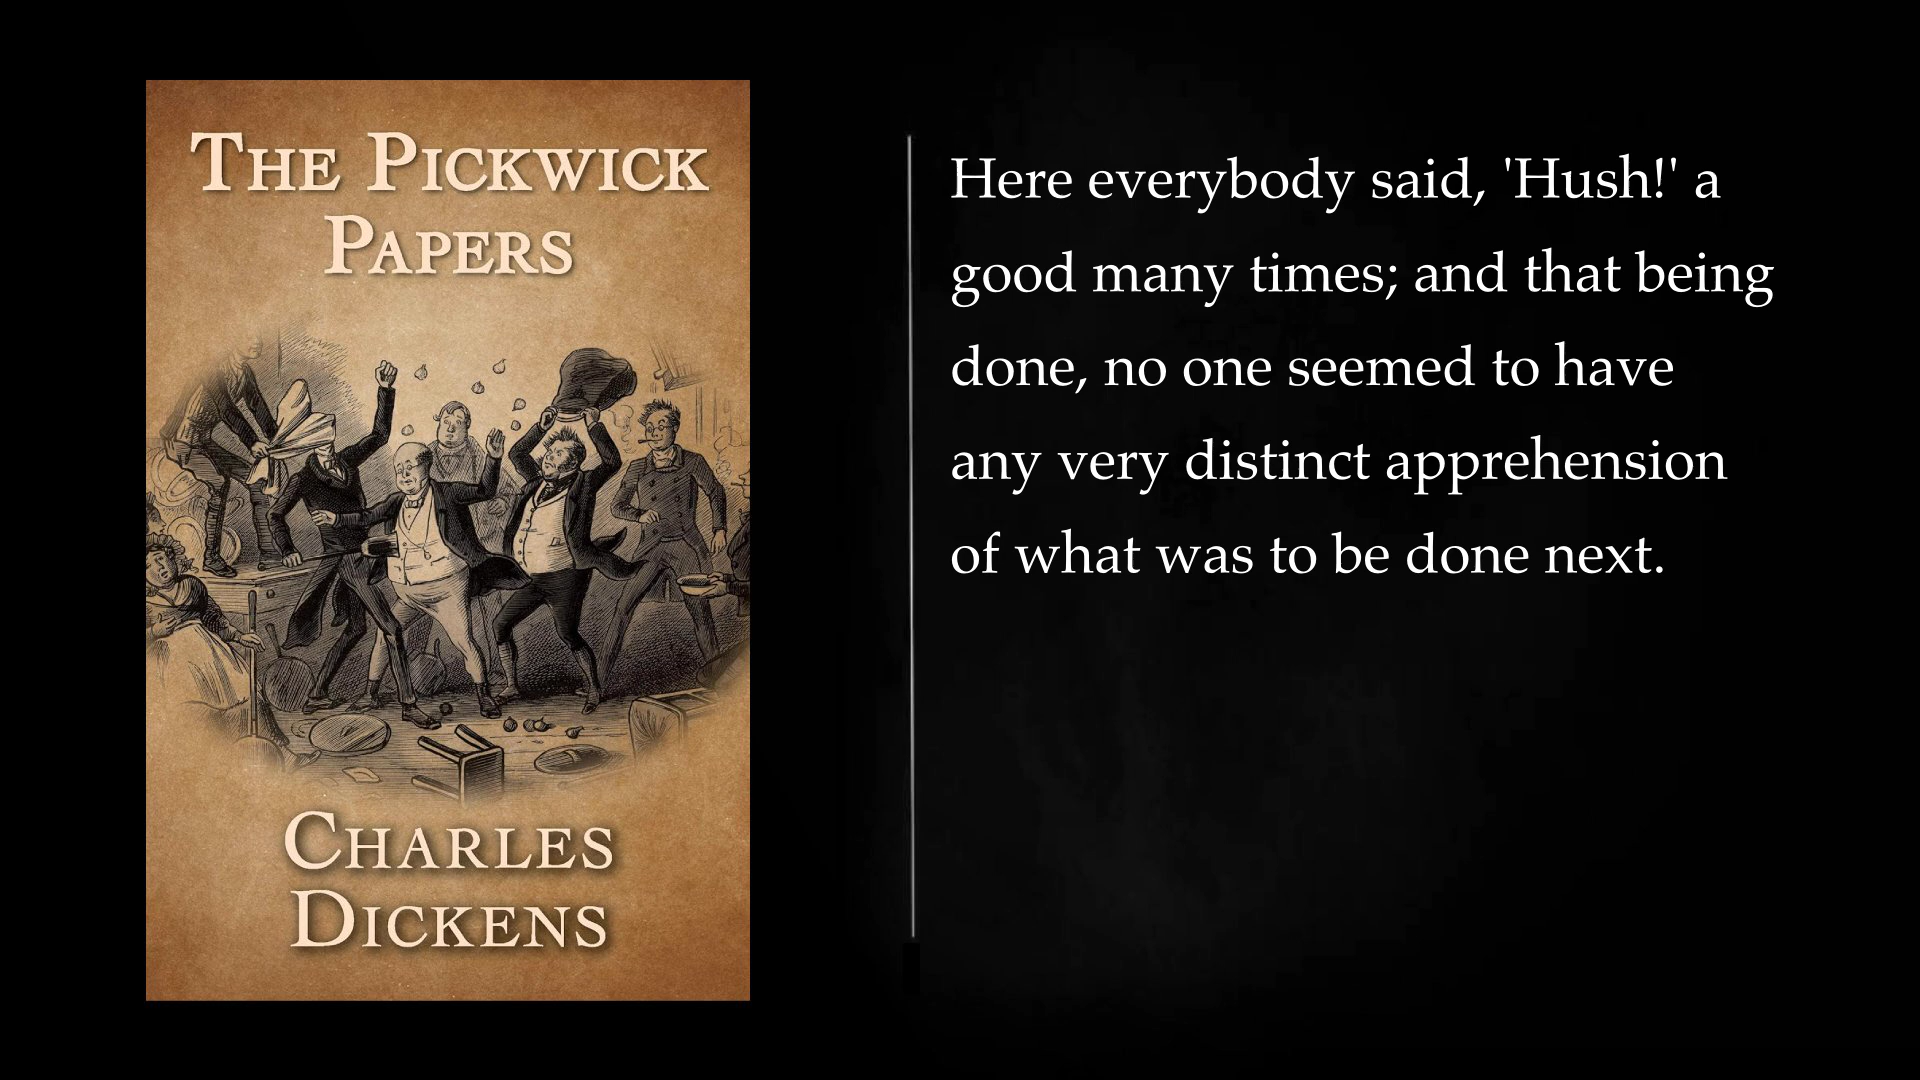 THE PICKWICK
PAPERS
CHARLES
DICKENS
Here everybody said, 'Hush!' a
good many times; and that being
done, no one seemed to have
any very distinct apprehension
of what was to be done next.